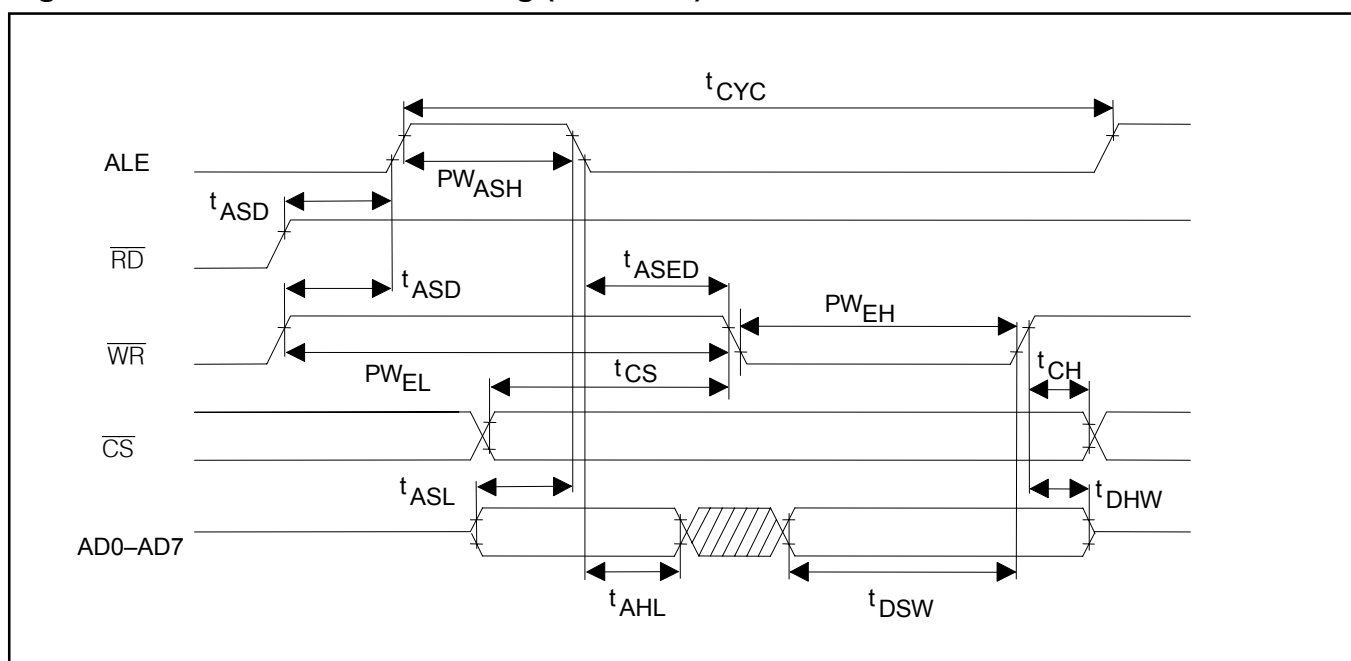 tCYC
ALE
PWASH
tASD
RD
tASED
tASD
PWEH
WR
PWEL
tCS
tCH
CS
tASL
tDHW
AD0–AD7
tAHL
tDSW